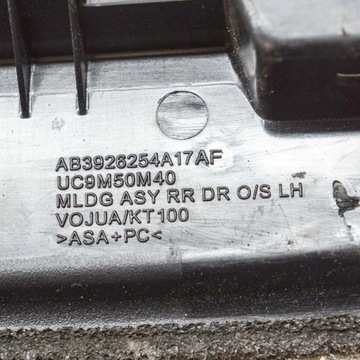 AB3926254A17AF
UC9M50M40
MLDG ASY RR DR O/S LH
VOJUA/KT100
>ASA+PC<